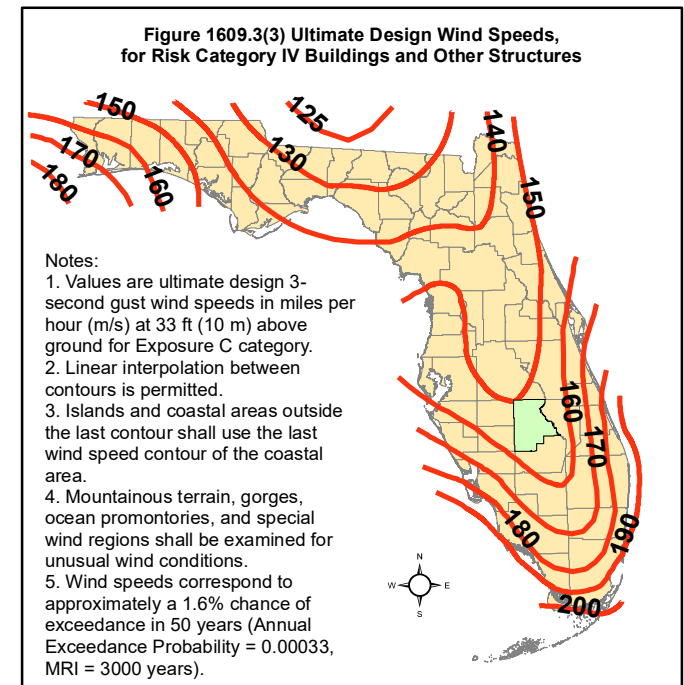 Figure 1609.3(3) Ultimate Design Wind Speeds,
for Risk Category IV Buildings and Other Structures
150
125
140
170
130
180
160
150
Notes:
1. Values are ultimate design 3-
second gust wind speeds in miles per
hour (m/s) at 33 ft (10 m) above
ground for Exposure C category.
2. Linear interpolation between
contours is permitted.
3. Islands and coastal areas outside
the last contour shall use the last
wind speed contour of the coastal
area.
4. Mountainous terrain, gorges,
ocean promontories, and special
wind regions shall be examined for
unusual wind conditions.
5. Wind speeds correspond to
approximately a 1.6% chance of
exceedance in 50 years (Annual
Exceedance Probability = 0.00033,
MRI = 3000 years).
160
170
180
190
200
N
W E
S